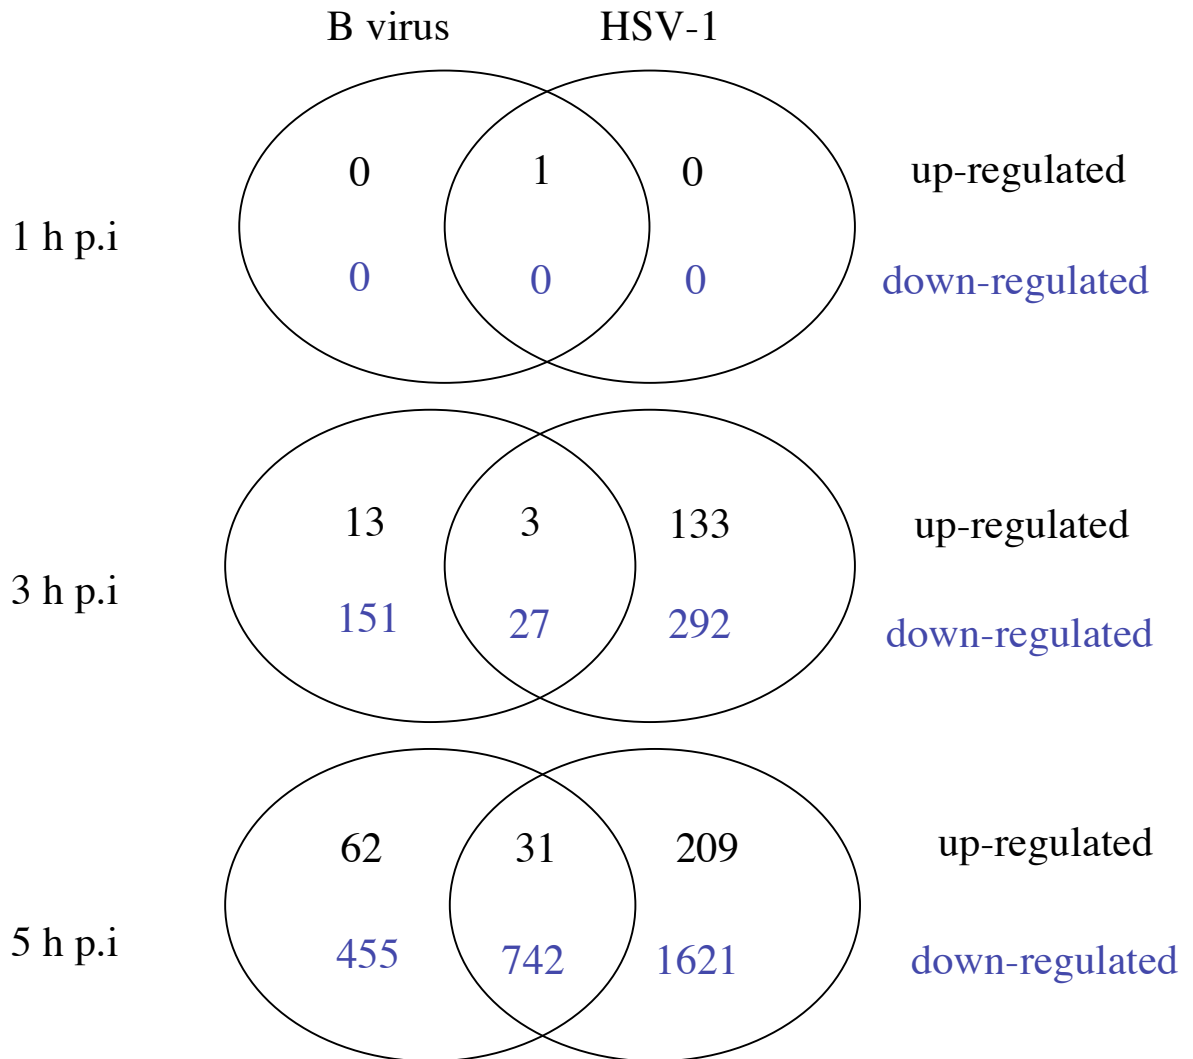 B virus HSV-1
0 1 0 up-regulated
1 h p.i
0 0 0 down-regulated
13 3 133 up-regulated
3 h p.i
151 27 292 down-regulated
62 31 209 up-regulated
5 h p.i
455 742 1621 down-regulated